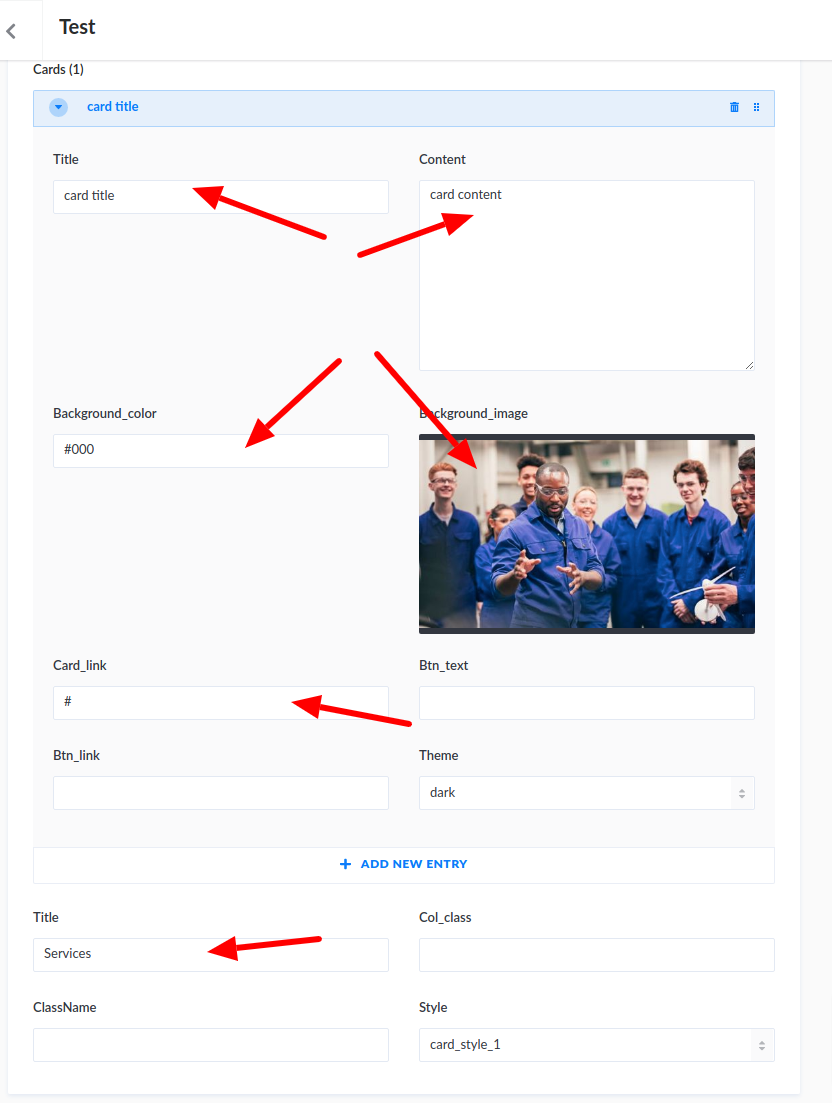 Test
Cards (1)
card title
Title
Content
card title
card content
Background_color
Background_image
#000
Card_link
Btn_text
#
Btn_link
Theme
dark
ADD NEW ENTRY
Title
Col_class
Services
ClassName
Style
card_style_1